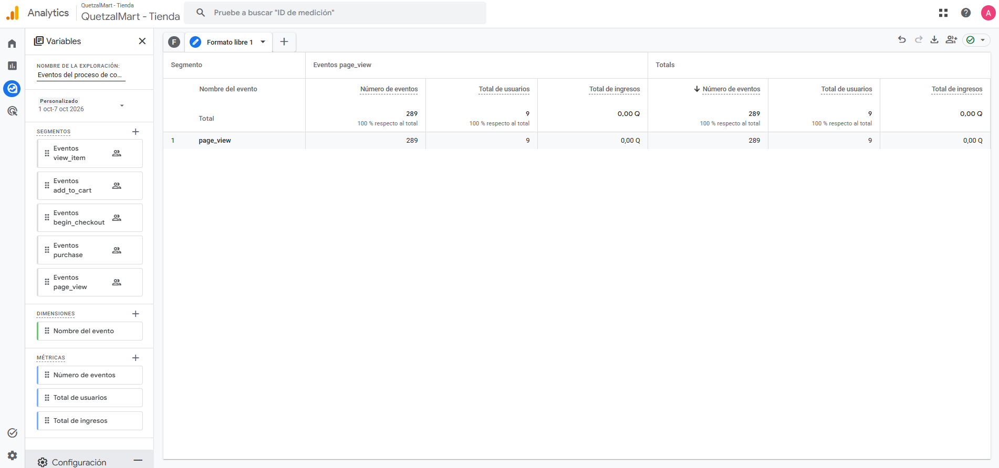 Analytics
QuetzalMart - Tienda
QuetzalMart - Tienda
Pruebe a buscar "ID de medición"
A
Variables
NOMBRE DE LA EXPLORACIÓN:
Eventos del proceso de co...
Personalizado
1 oct-7 oct 2026
SEGMENTOS
Eventos
view_item
Eventos
add_to_cart
Eventos
begin_checkout
Eventos
purchase
Eventos
page_view
DIMENSIONES
Nombre del evento
MÉTRICAS
Número de eventos
Total de usuarios
Total de ingresos
Configuración
F
Formato libre 1
Segmento Eventos page_view Totals
Nombre del evento Número de eventos Total de usuarios Total de ingresos Número de eventos Total de usuarios Total de ingresos
Total 289 9 0,00 Q 289 9 0,00 Q
100 % respecto al total 100 % respecto al total 100 % respecto al total 100 % respecto al total
1 page_view 289 9 0,00 Q 289 9 0,00 Q